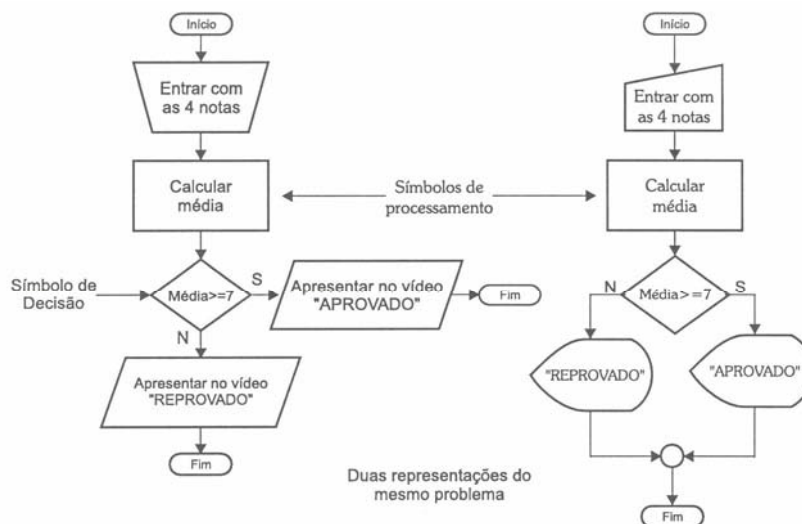 Início
Entrar com
as 4 notas
Calcular
média
Símbolo de
Decisão
Média>=7
S
N
Apresentar no vídeo
"APROVADO"
Fim
Apresentar no vídeo
"REPROVADO"
Fim
Símbolos de
processamento
Início
Entrar com
as 4 notas
Calcular
média
N
Média>=7
S
"REPROVADO"
"APROVADO"
Fim
Duas representações do
mesmo problema